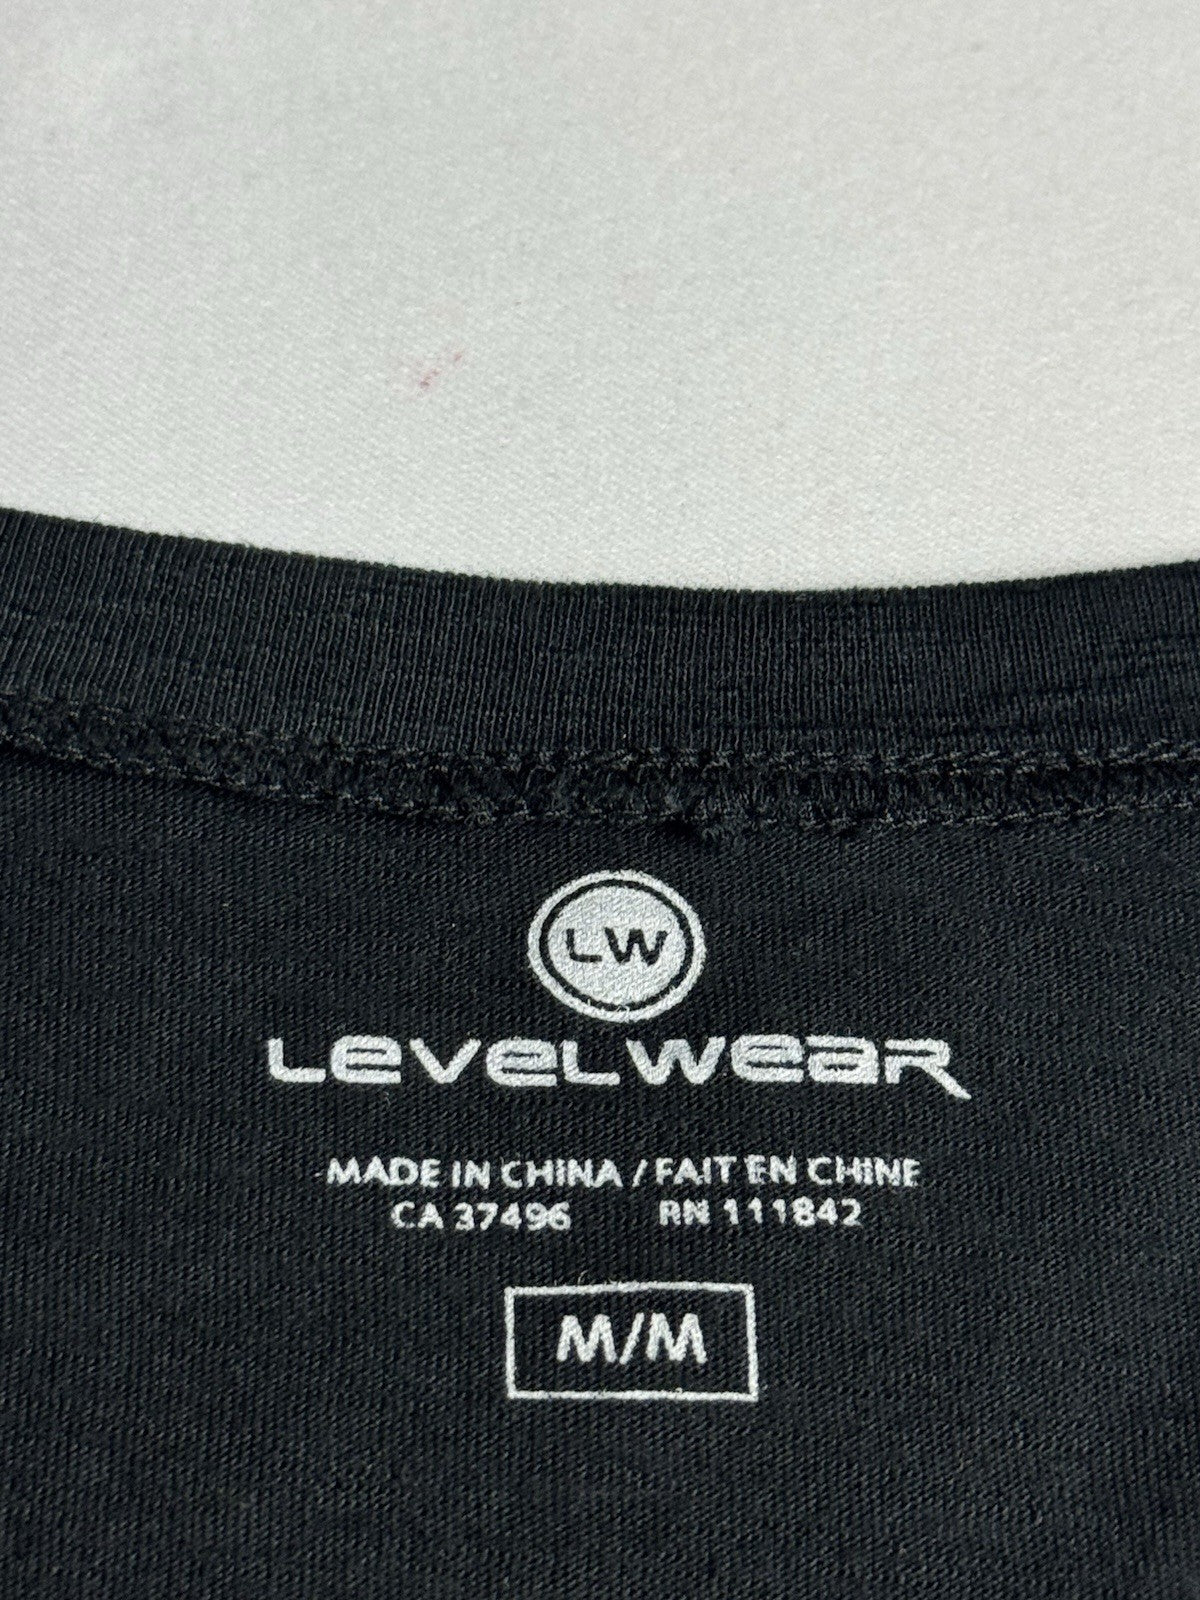 LW
LEVELWEAR
MADE IN CHINA / FAIT EN CHINE
CA 37496 RN 111842
M/M